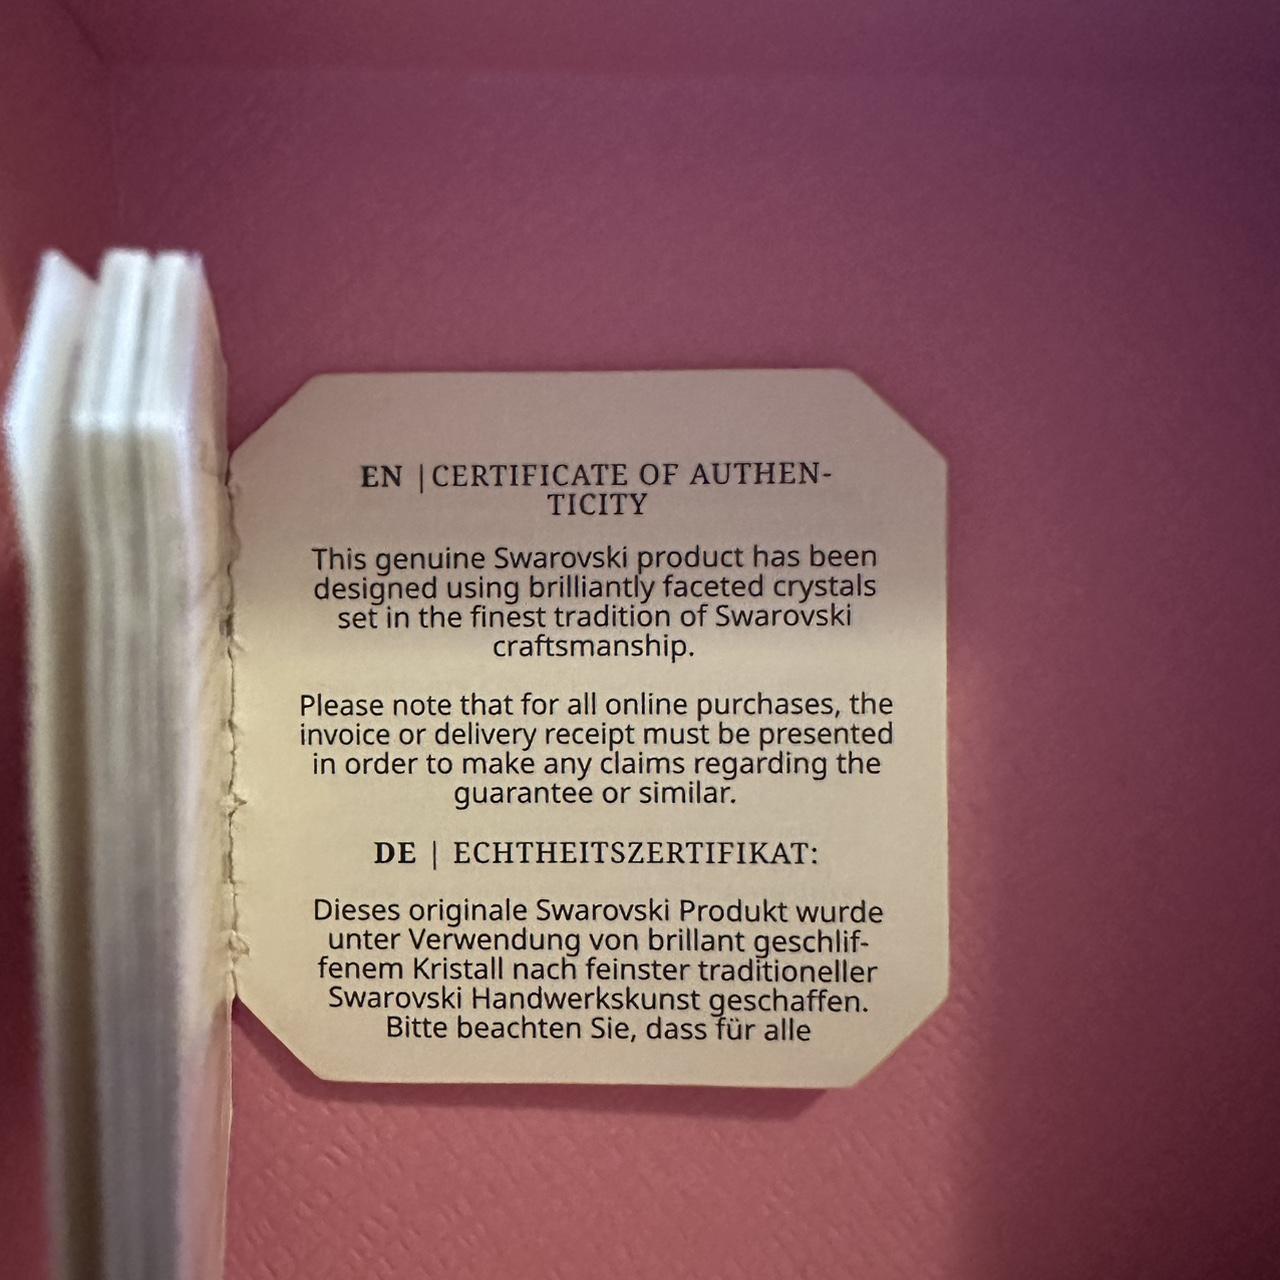 EN | CERTIFICATE OF AUTHEN-
TICITY
This genuine Swarovski product has been
designed using brilliantly faceted crystals
set in the finest tradition of Swarovski
craftsmanship.
Please note that for all online purchases, the
invoice or delivery receipt must be presented
in order to make any claims regarding the
guarantee or similar.
DE | ECHTHEITSZERTIFIKAT:
Dieses originale Swarovski Produkt wurde
unter Verwendung von brillant geschlif-
fenem Kristall nach feinster traditioneller
Swarovski Handwerkskunst geschaffen.
Bitte beachten Sie, dass für alle